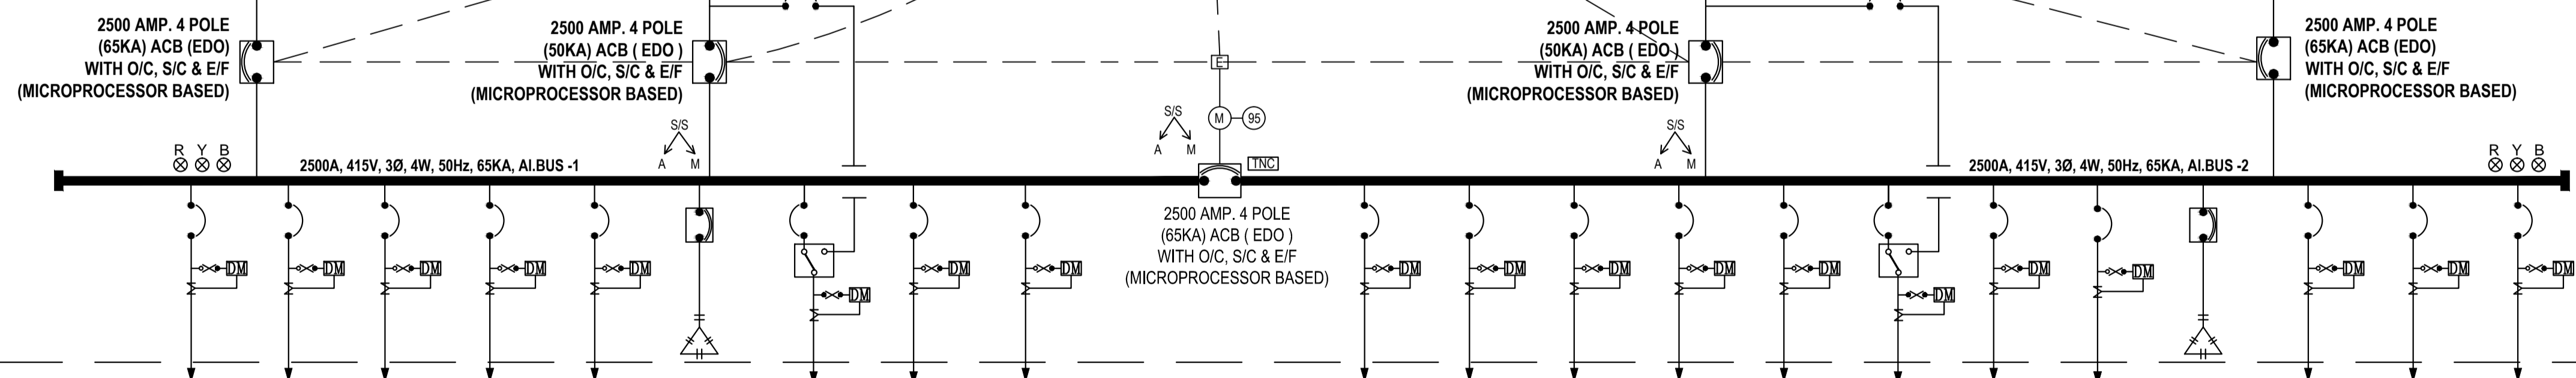 2500 AMP. 4 POLE
(65KA) ACB (EDO)
WITH O/C, S/C & E/F
(MICROPROCESSOR BASED)
2500 AMP. 4 POLE
(50KA) ACB ( EDO )
WITH O/C, S/C & E/F
(MICROPROCESSOR BASED)
E
2500 AMP. 4 POLE
(50KA) ACB ( EDO )
WITH O/C, S/C & E/F
(MICROPROCESSOR BASED)
2500 AMP. 4 POLE
(65KA) ACB (EDO)
WITH O/C, S/C & E/F
(MICROPROCESSOR BASED)
R Y B
2500A, 415V, 3Ø, 4W, 50Hz, 65KA, Al.BUS -1
S/S
A M
S/S
A M
M 95
TNC
S/S
A M
2500A, 415V, 3Ø, 4W, 50Hz, 65KA, Al.BUS -2
R Y B
2500 AMP. 4 POLE
(65KA) ACB ( EDO )
WITH O/C, S/C & E/F
(MICROPROCESSOR BASED)
DM DM DM DM DM DM DM DM DM DM DM DM DM DM DM DM DM DM DM